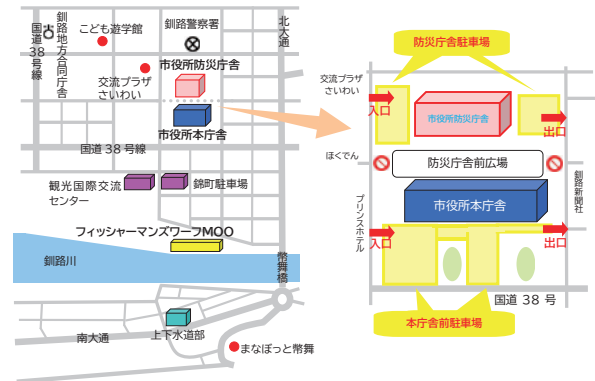 釧路地方合同庁舎
国道38号線
こども遊学館
釧路警察署
北大通
市役所防災庁舎
交流プラザ
さいわい
市役所本庁舎
国道 38 号線
観光国際交流
センター
錦町駐車場
フィッシャーマンズワーフMOO
釧路川
幣舞橋
南大通
上下水道部
まなぼっと幣舞
防災庁舎駐車場
交流プラザ
さいわい
入口
市役所防災庁舎
出口
ほくでん
防災庁舎前広場
釧路新聞社
市役所本庁舎
プリンスホテル
入口
出口
国道 38 号
本庁舎前駐車場